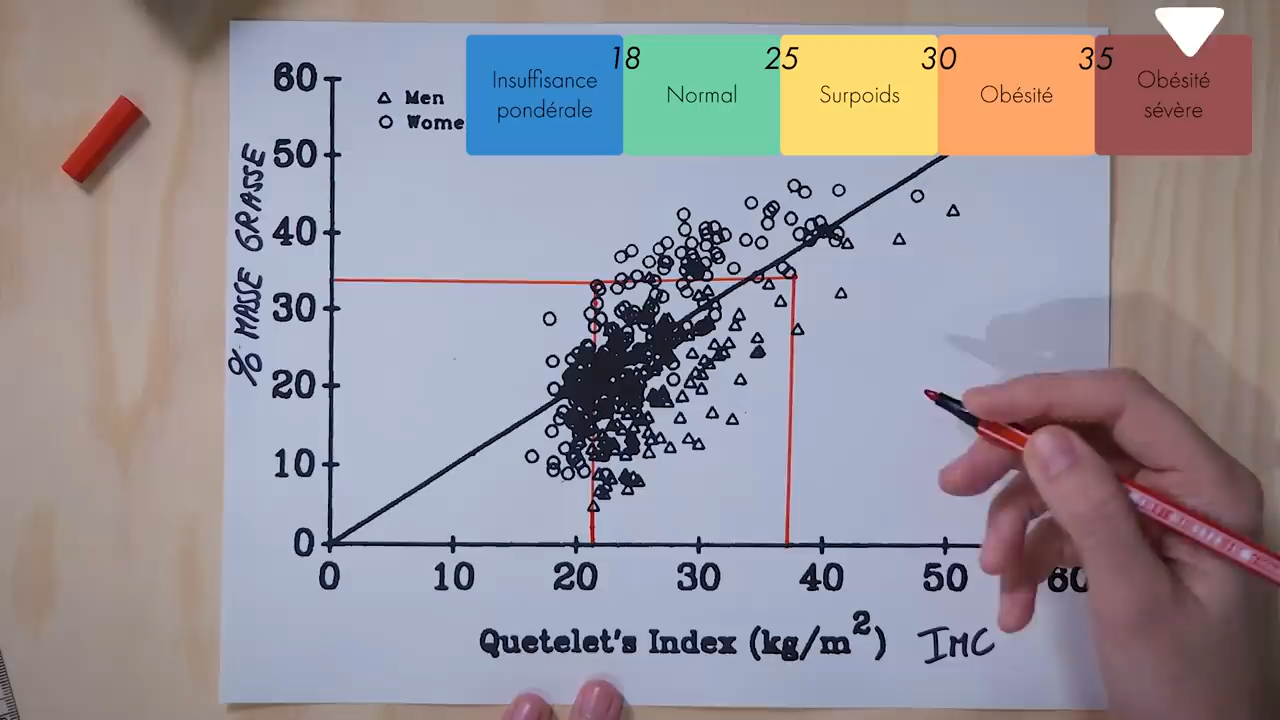 18 25 30 35
Insuffisance
pondérale
Normal
Surpoids
Obésité
Obésité
sévère
△ Men
○ Wome
% MASSE GRASSE
60
50
40
30
20
10
0
0 10 20 30 40 50 60
Quetelet's Index (kg/m²) IMC